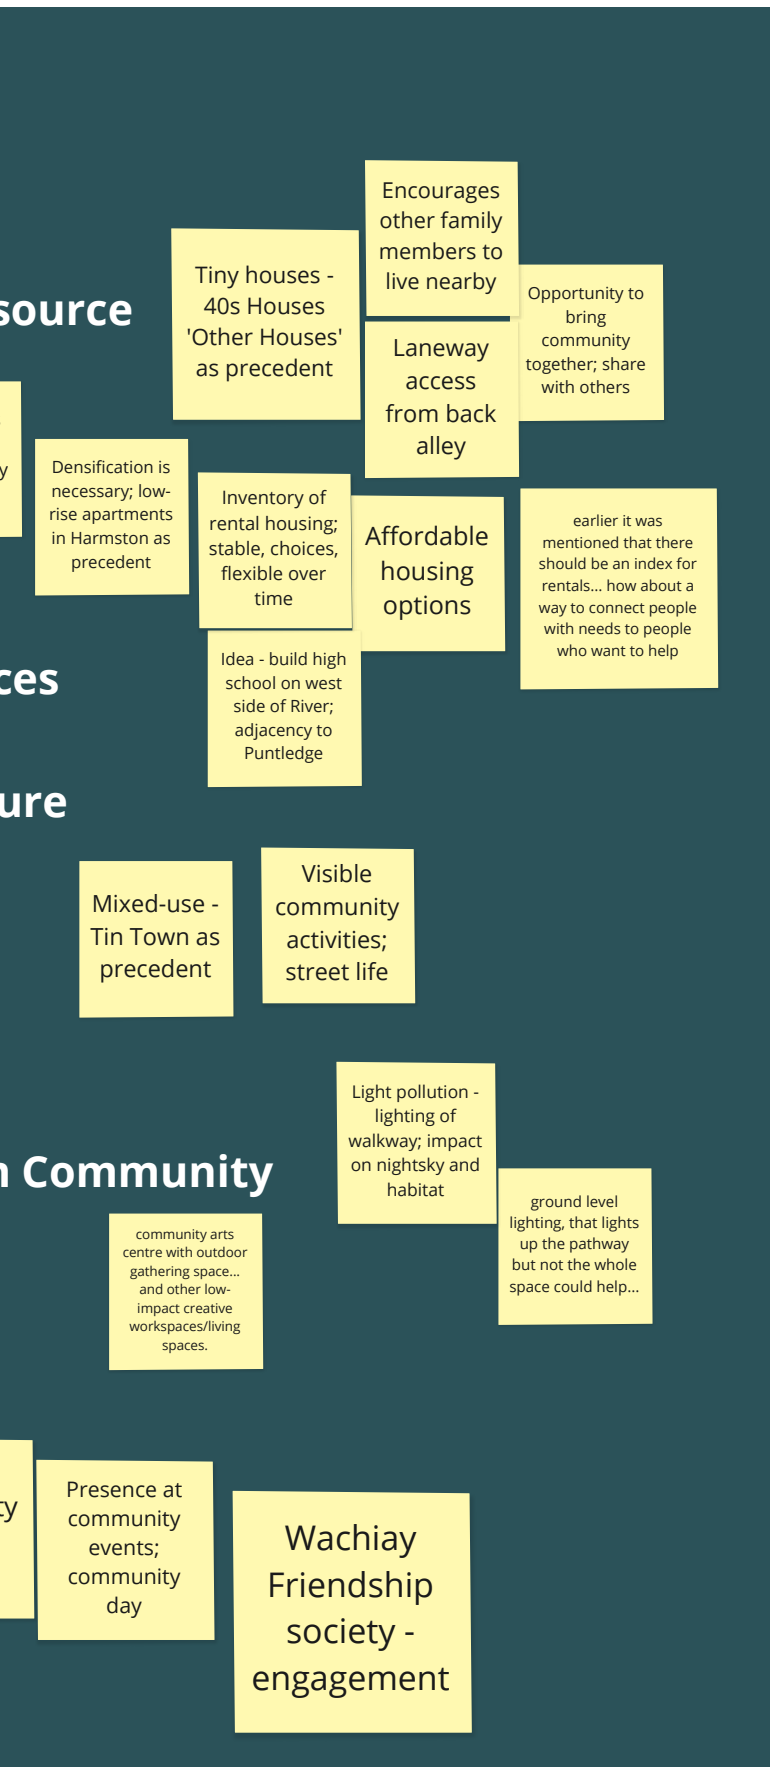 Encourages
other family
members to
live nearby
Tiny houses -
40s Houses
'Other Houses'
as precedent
source
Opportunity to
bring
community
together; share
with others
Laneway
access
from back
alley
y
Densification is
necessary; low-
rise apartments
in Harmston as
precedent
Inventory of
rental housing;
stable, choices,
flexible over
time
Affordable
housing
options
earlier it was
mentioned that there
should be an index for
rentals... how about a
way to connect people
with needs to people
who want to help
Idea - build high
school on west
side of River;
adjacency to
Puntledge
ces
ure
Mixed-use -
Tin Town as
precedent
Visible
community
activities;
street life
Light pollution -
lighting of
walkway; impact
on nightsky and
habitat
n Community
ground level
lighting, that lights
up the pathway
but not the whole
space could help...
community arts
centre with outdoor
gathering space...
and other low-
impact creative
workspaces/living
spaces.
ty
Presence at
community
events;
community
day
Wachiay
Friendship
society -
engagement